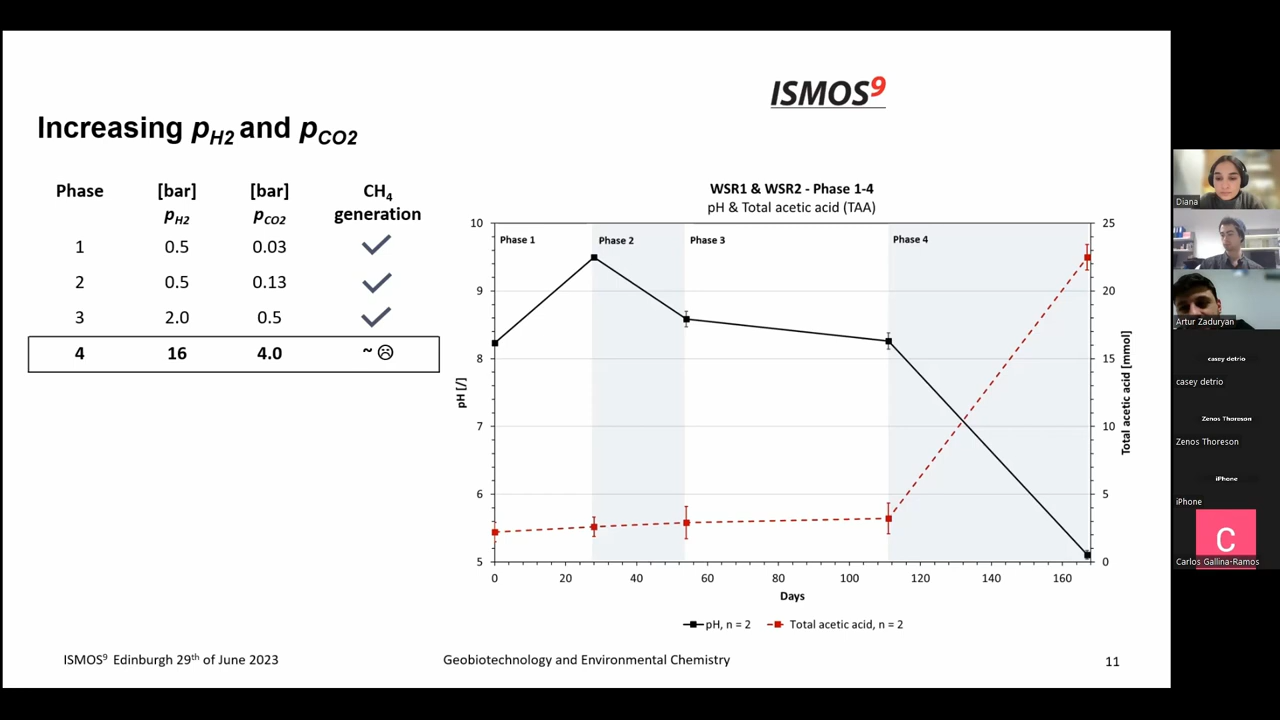 ISMOS9
Increasing pH2 and pCO2
Phase [bar] [bar] CH4
pH2 pCO2 generation
1 0.5 0.03 ✓
2 0.5 0.13 ✓
3 2.0 0.5 ✓
4 16 4.0 ~ ☹
WSR1 & WSR2 - Phase 1-4
pH & Total acetic acid (TAA)
Phase 1 Phase 2 Phase 3 Phase 4
10
9
8
7
6
5
pH [/]
25
20
15
10
5
0
Total acetic acid [mmol]
0 20 40 60 80 100 120 140 160
Days
pH, n = 2 Total acetic acid, n = 2
ISMOS9 Edinburgh 29th of June 2023
Geobiotechnology and Environmental Chemistry
11
Diana
Artur Zaduryan
casey detrio
casey detrio
Zenos Thoreson
Zenos Thoreson
iPhone
iPhone
C
Carlos Gallina-Ramos